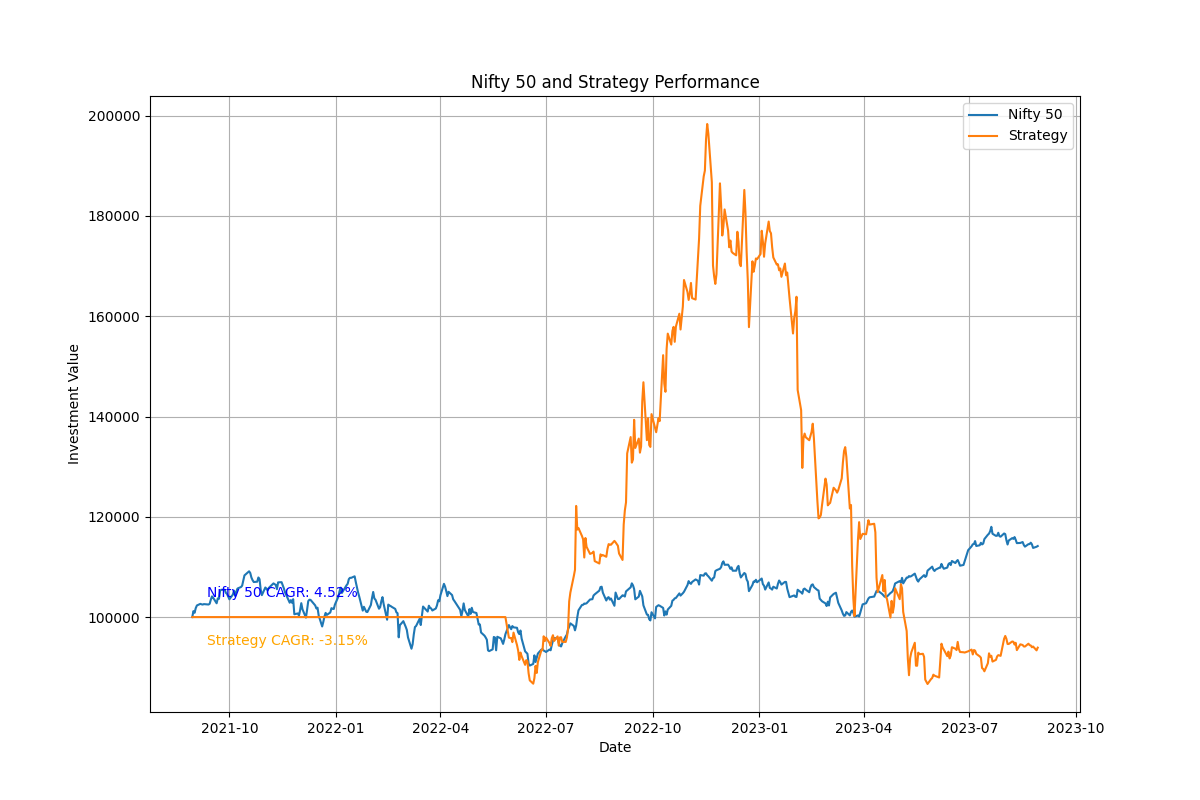 Nifty 50 and Strategy Performance
Nifty 50
Strategy
Investment Value
200000
180000
160000
140000
120000
100000
Nifty 50 CAGR: 4.52%
Strategy CAGR: -3.15%
2021-10
2022-01
2022-04
2022-07
2022-10
2023-01
2023-04
2023-07
2023-10
Date